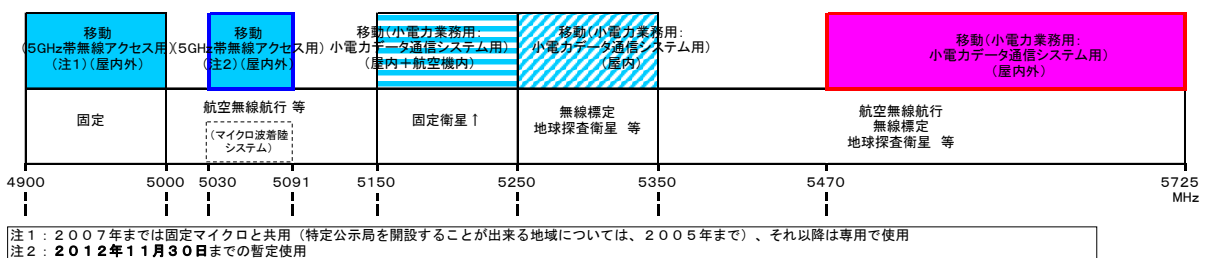 移動
(5GHz帯無線アクセス用)
(注1)(屋内外)
移動
(5GHz帯無線アクセス用)
(注2)(屋内外)
移動(小電力業務用:
小電力データ通信システム用)
(屋内+航空機内)
移動(小電力業務用:
小電力データ通信システム用)
(屋内)
移動(小電力業務用:
小電力データ通信システム用)
(屋内外)
固定
航空無線航行 等
(マイクロ波着陸
システム)
固定衛星↑
無線標定
地球探査衛星 等
航空無線航行
無線標定
地球探査衛星 等
4900
5000
5030
5091
5150
5250
5350
5470
5725
MHz
注1:2007年までは固定マイクロと共用(特定公示局を開設することが出来る地域については、2005年まで)、それ以降は専用で使用
注2:2012年11月30日までの暫定使用